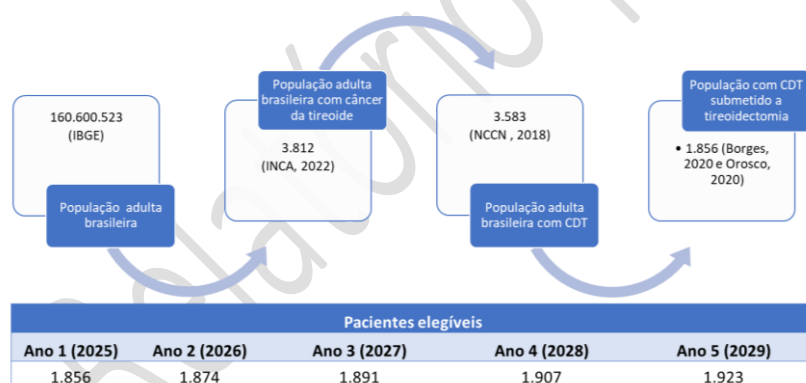 160.600.523
(IBGE)
População adulta
brasileira
População adulta
brasileira com câncer
da tireoide
3.812
(INCA, 2022)
3.583
(NCCN , 2018)
População adulta
brasileira com CDT
População com CDT
submetido a
tireoidectomia
• 1.856 (Borges,
2020 e Orosco,
2020)
Pacientes elegíveis
Ano 1 (2025) Ano 2 (2026) Ano 3 (2027) Ano 4 (2028) Ano 5 (2029)
1.856 1.874 1.891 1.907 1.923